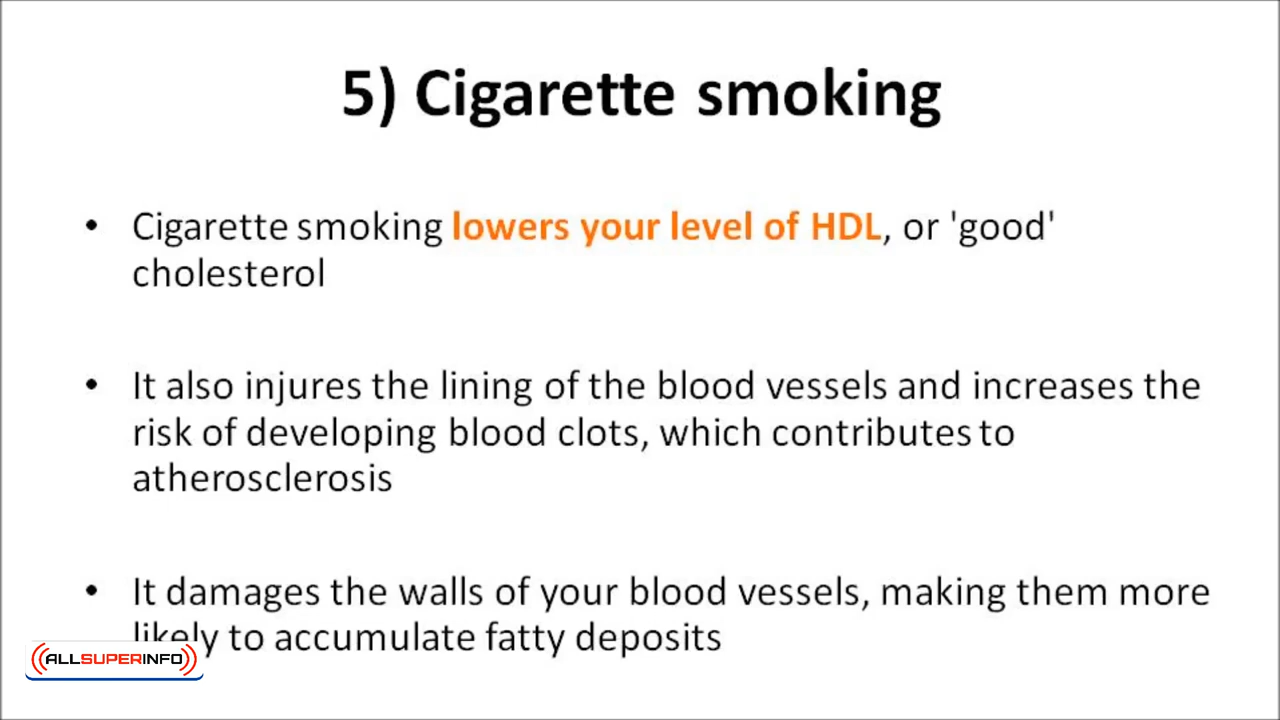 5) Cigarette smoking
• Cigarette smoking lowers your level of HDL, or 'good'
cholesterol
• It also injures the lining of the blood vessels and increases the
risk of developing blood clots, which contributes to
atherosclerosis
• It damages the walls of your blood vessels, making them more
likely to accumulate fatty deposits
ALLSUPERINFO